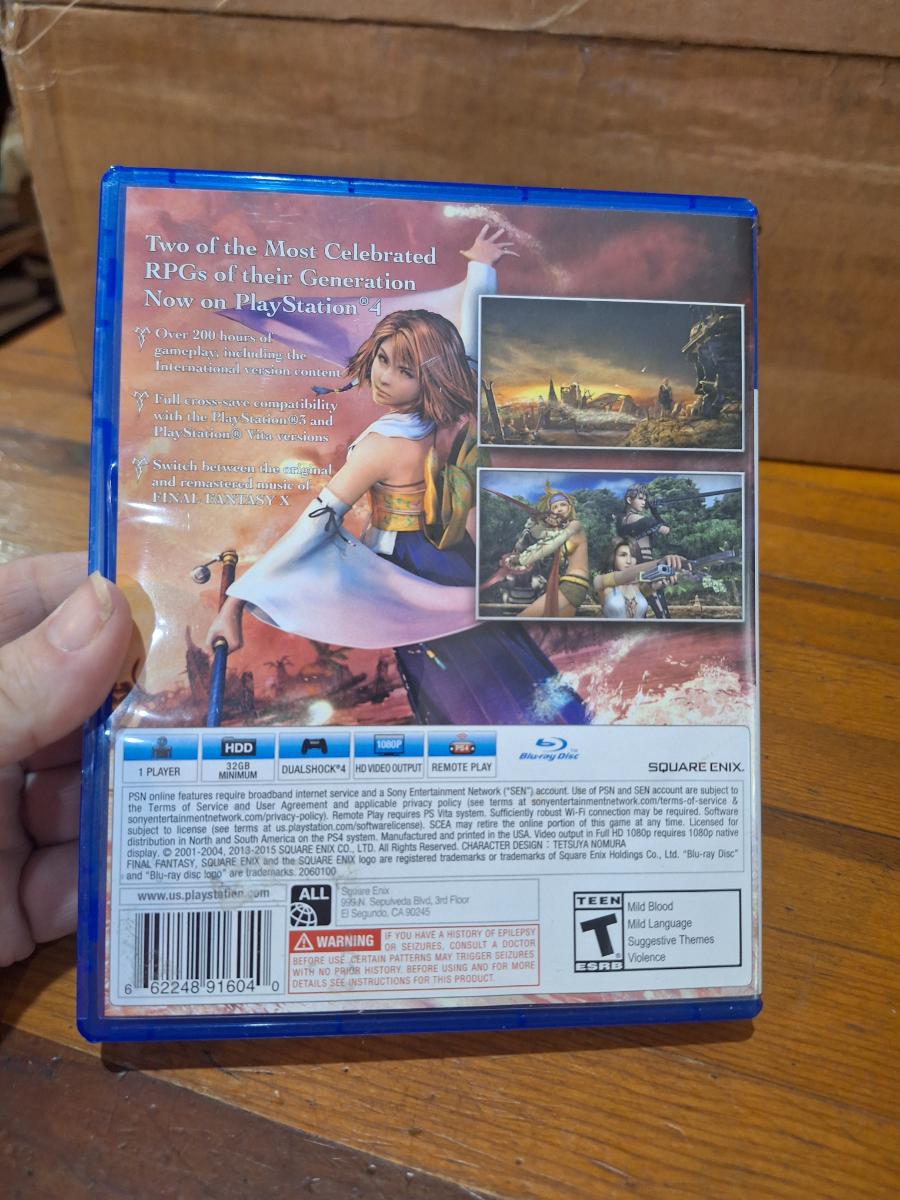 Two of the Most Celebrated
RPGs of their Generation
Now on PlayStation®4
Over 200 hours of
gameplay, including the
International version content
Full cross-save compatibility
with the PlayStation®3 and
PlayStation® Vita versions
Switch between the original
and remastered music of
FINAL FANTASY X
1 PLAYER
HDD
32GB
MINIMUM
DUALSHOCK®4
1080P
HD VIDEO OUTPUT
PS4
REMOTE PLAY
Blu-ray Disc™
SQUARE ENIX.
PSN online features require broadband internet service and a Sony Entertainment Network ("SEN") account. Use of PSN and SEN account are subject to
the Terms of Service and User Agreement and applicable privacy policy (see terms at sonyentertainmentnetwork.com/terms-of-service &
sonyentertainmentnetwork.com/privacy-policy). Remote Play requires PS Vita system. Sufficiently robust Wi-Fi connection may be required. Software
subject to license (see terms at us.playstation.com/softwarelicense). SCEA may retire the online portion of this game at any time. Licensed for
distribution in North and South America on the PS4 system. Manufactured and printed in the USA. Video output in Full HD 1080p requires 1080p native
display. © 2001-2004, 2013-2015 SQUARE ENIX CO., LTD. All Rights Reserved. CHARACTER DESIGN : TETSUYA NOMURA
FINAL FANTASY, SQUARE ENIX and the SQUARE ENIX logo are registered trademarks or trademarks of Square Enix Holdings Co., Ltd. "Blu-ray Disc"
and "Blu-ray disc logo" are trademarks. 2060100
www.us.playstation.com
ALL
Square Enix
999 N. Sepulveda Blvd, 3rd Floor
El Segundo, CA 90245
WARNING IF YOU HAVE A HISTORY OF EPILEPSY
OR SEIZURES, CONSULT A DOCTOR
BEFORE USE. CERTAIN PATTERNS MAY TRIGGER SEIZURES
WITH NO PRIOR HISTORY. BEFORE USING AND FOR MORE
DETAILS SEE INSTRUCTIONS FOR THIS PRODUCT.
6 62248 91604 0
TEEN
T
ESRB
Mild Blood
Mild Language
Suggestive Themes
Violence